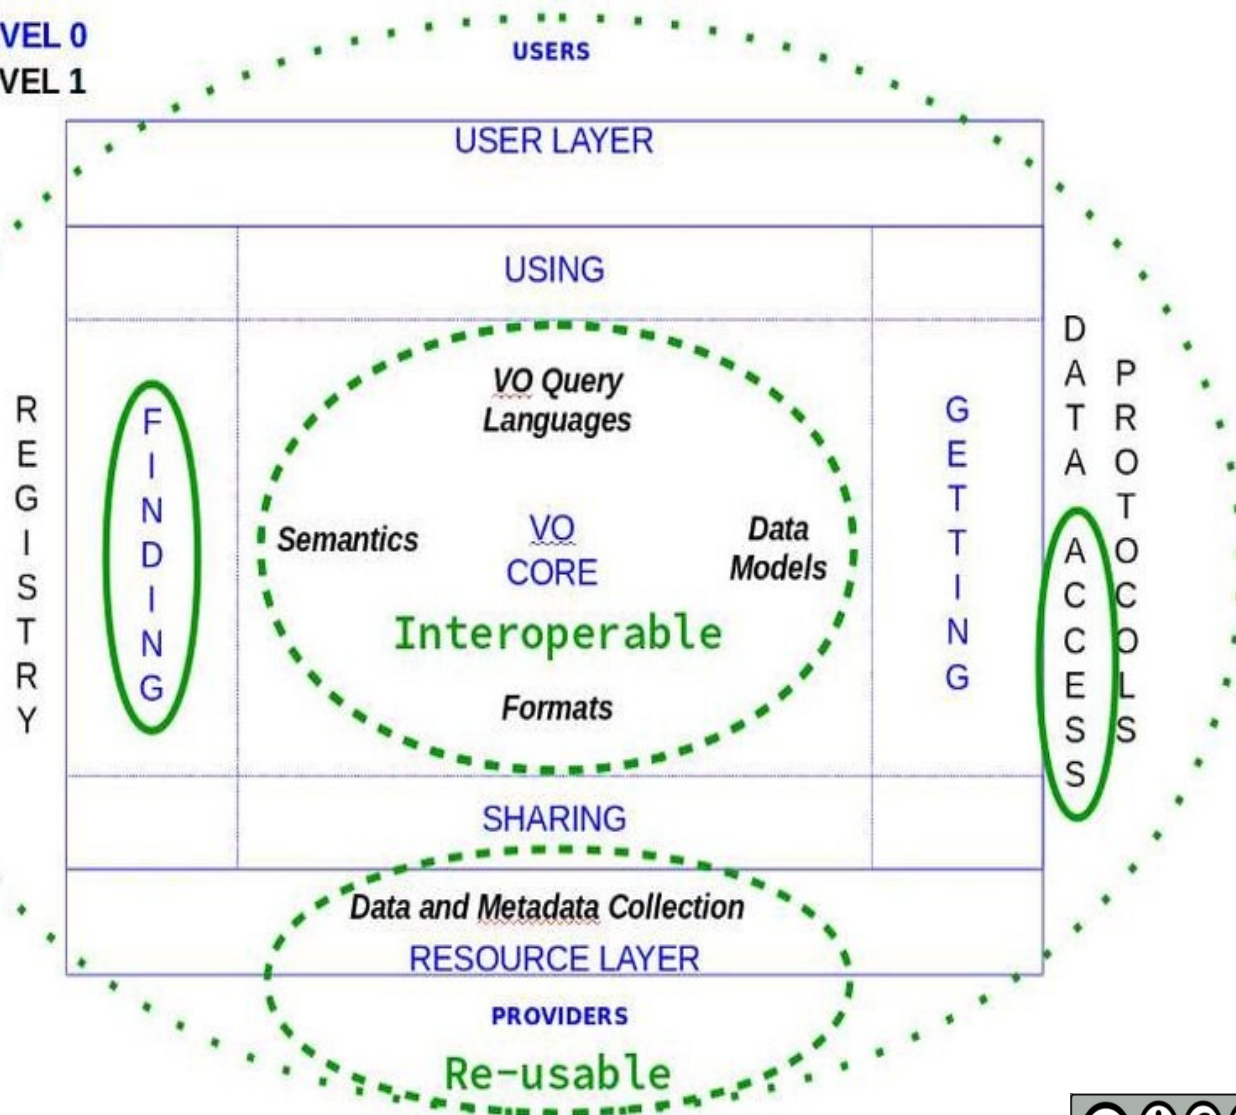 VEL 0
VEL 1
USERS
USER LAYER
USING
REGISTRY
FINDING
VO Query
Languages
Semantics
VO
CORE
Data
Models
Interoperable
Formats
GETTING
DATA ACCESS
PROTOCOLS
SHARING
Data and Metadata Collection
RESOURCE LAYER
PROVIDERS
Re-usable